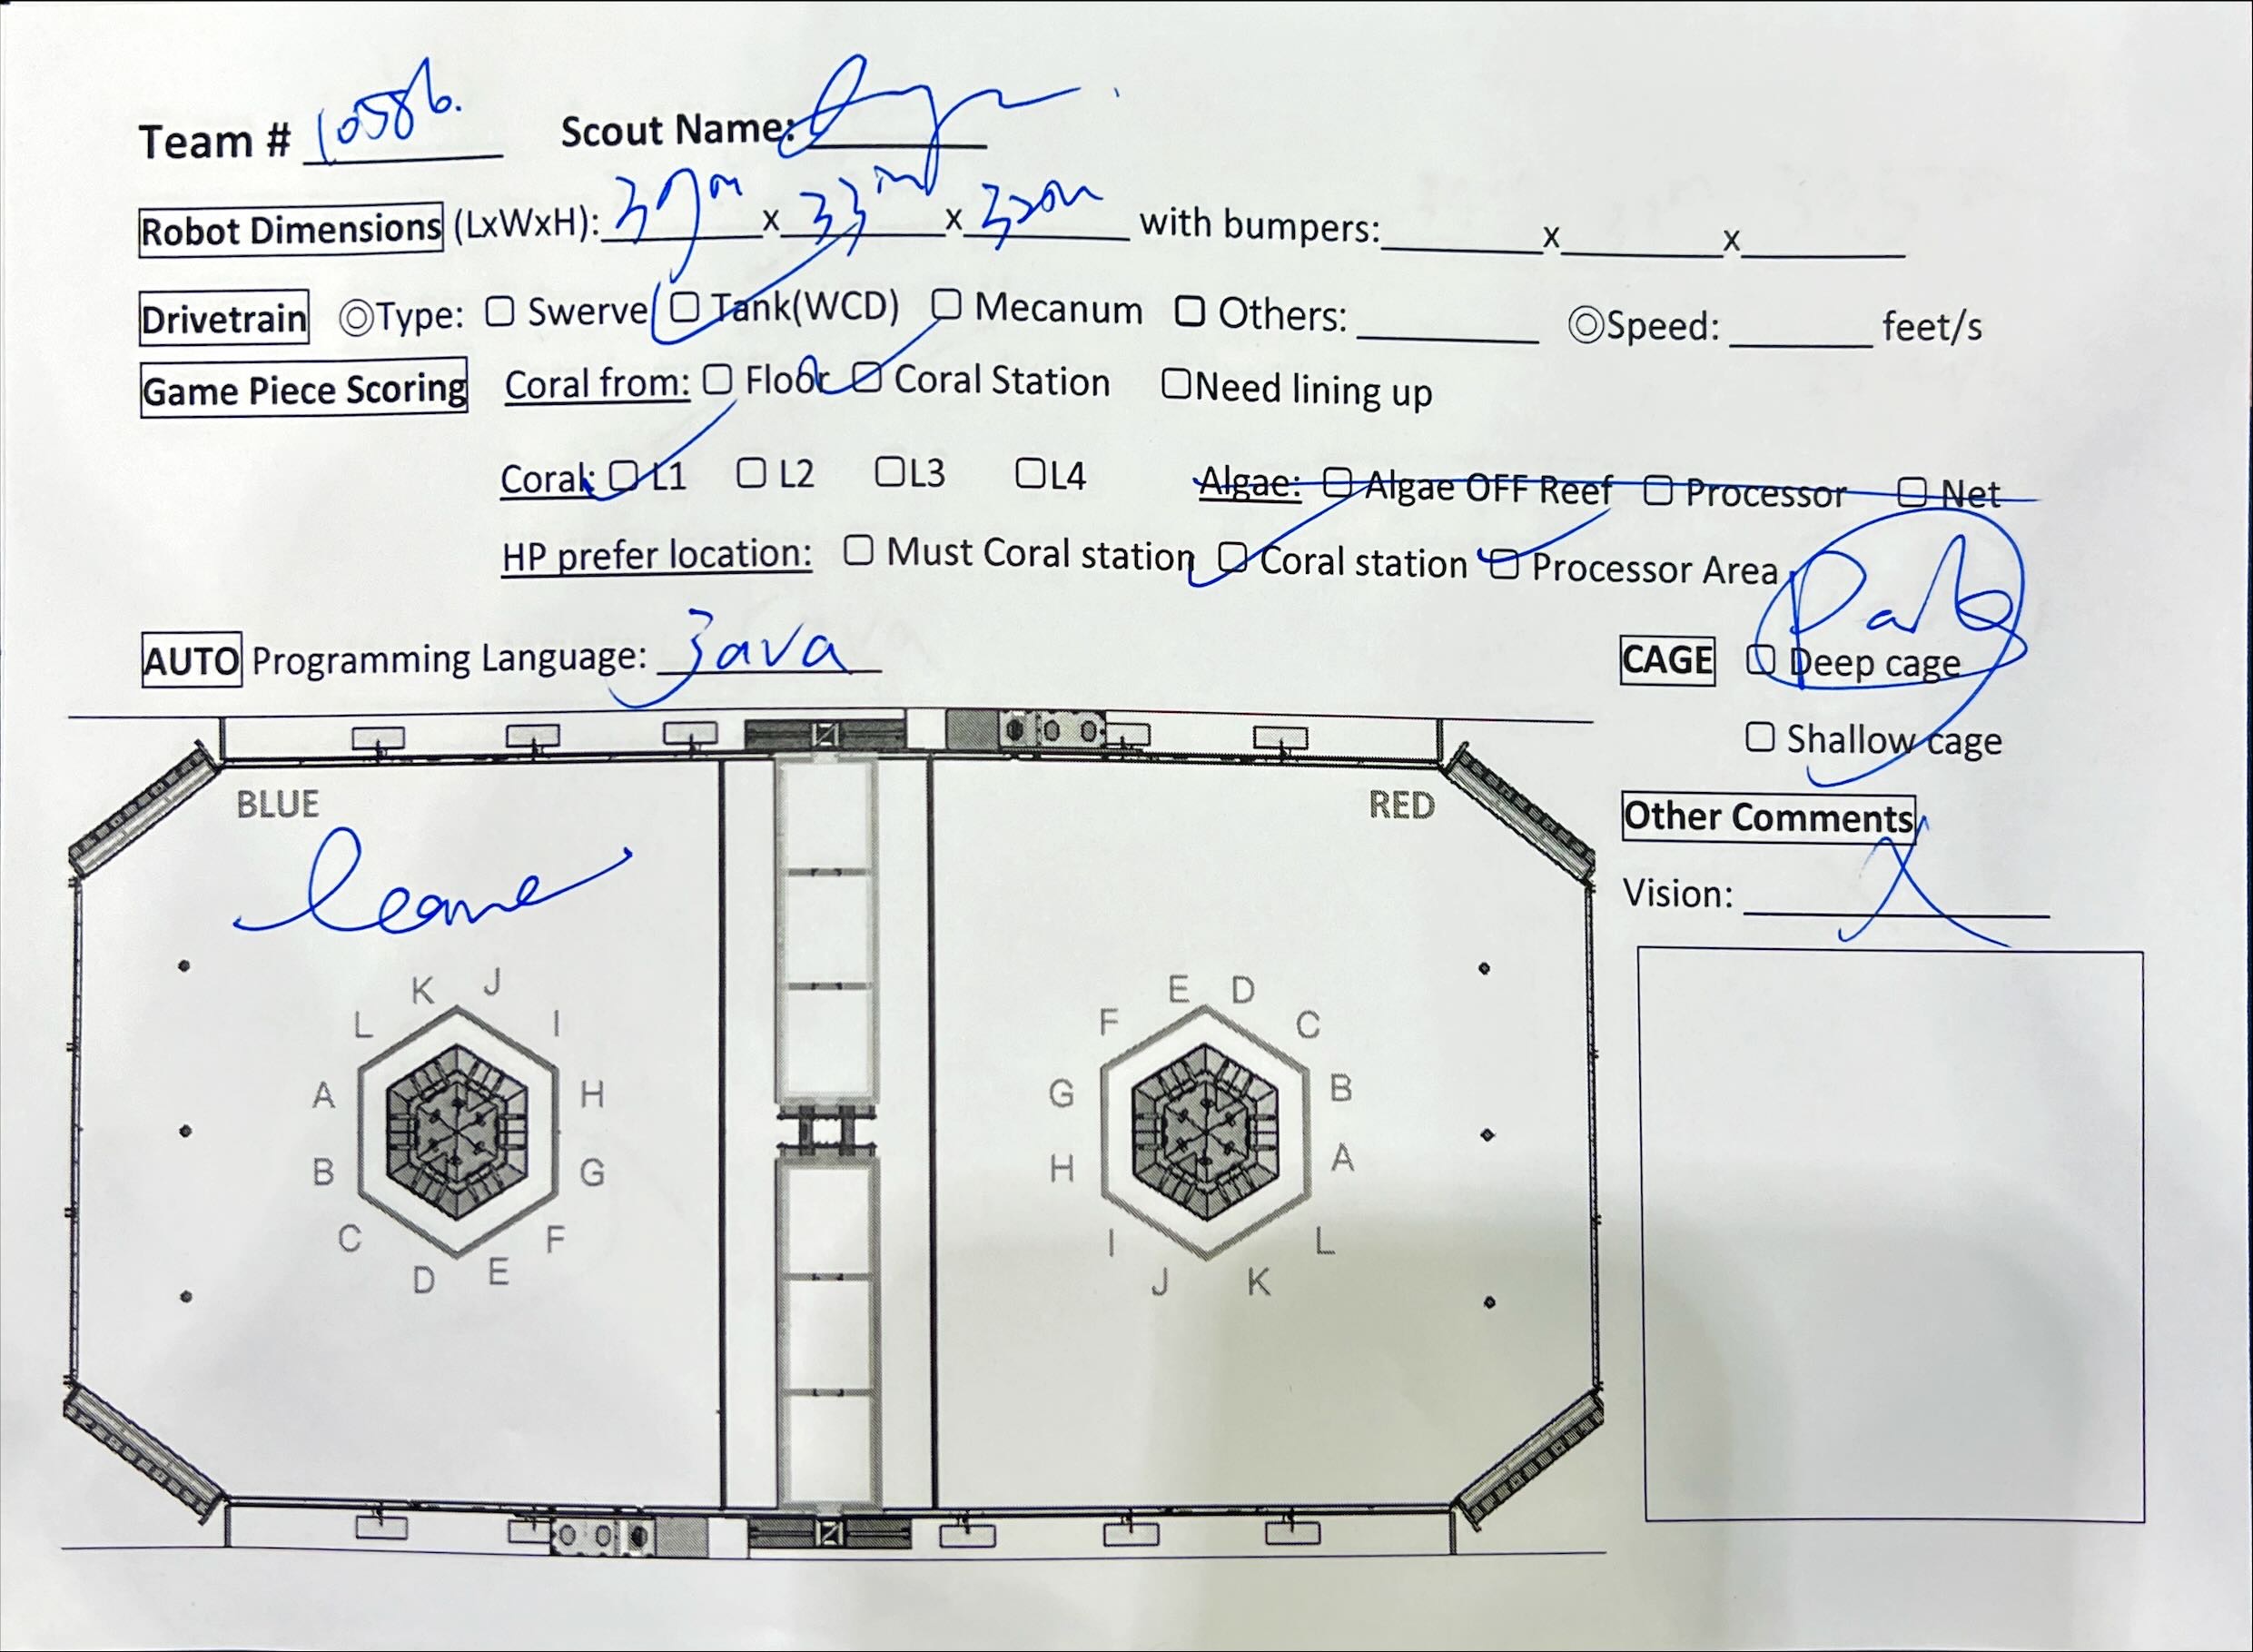 Team # 10586. Scout Name:
Robot Dimensions (LxWxH): 39in x 33in x 32in with bumpers: x x
Drivetrain ◎Type: ☐ Swerve ☑ Tank(WCD) ☐ Mecanum ☐ Others: ◎Speed: feet/s
Game Piece Scoring Coral from: ☐ Floor ☑ Coral Station ☐Need lining up
Coral: ☑ L1 ☐ L2 ☐L3 ☐L4 Algae: ☐ Algae OFF Reef ☐ Processor ☐ Net
HP prefer location: ☐ Must Coral station ☑ Coral station ☑ Processor Area
Park
AUTO Programming Language: Java
CAGE ☐ Deep cage
☐ Shallow cage
BLUE RED
Other Comments
leave
Vision: X
K J E D
L I F C
A H G B
B G H A
C F I L
D E J K